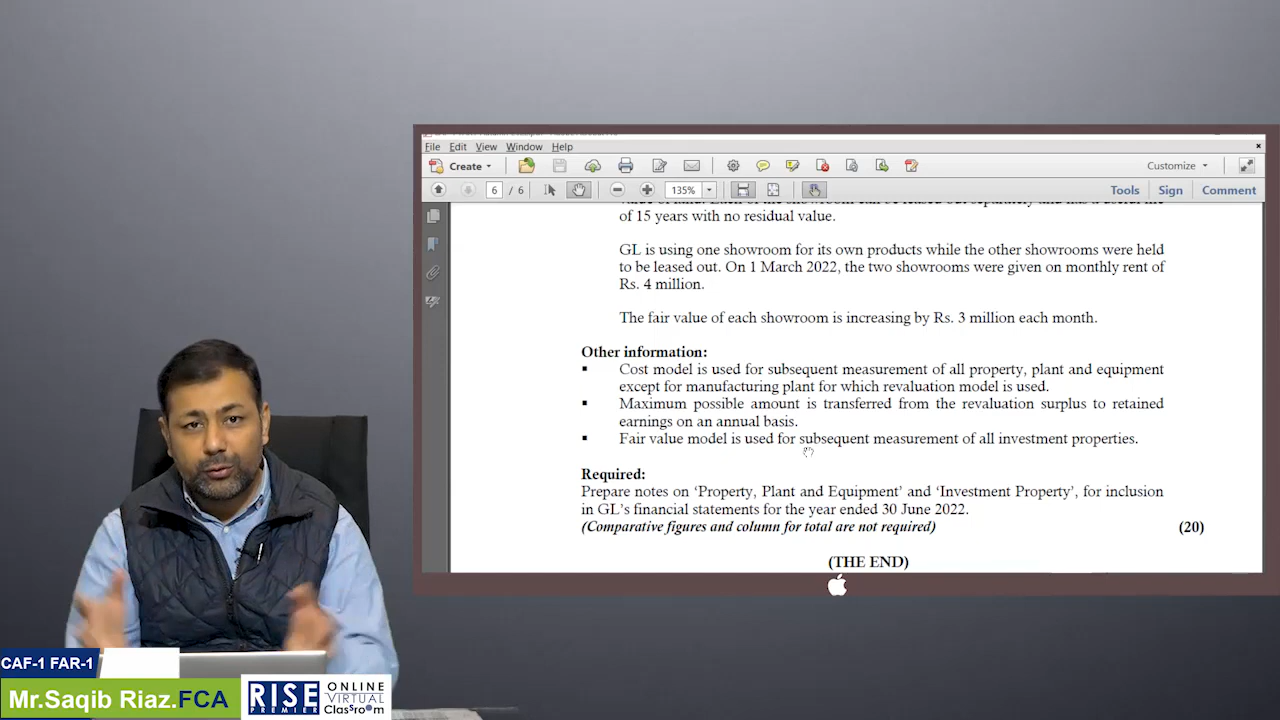 File Edit View Window Help ×
Create Customize
6 / 6 135% Tools Sign Comment
of 15 years with no residual value.
GL is using one showroom for its own products while the other showrooms were held
to be leased out. On 1 March 2022, the two showrooms were given on monthly rent of
Rs. 4 million.
The fair value of each showroom is increasing by Rs. 3 million each month.
Other information:
▪ Cost model is used for subsequent measurement of all property, plant and equipment
except for manufacturing plant for which revaluation model is used.
▪ Maximum possible amount is transferred from the revaluation surplus to retained
earnings on an annual basis.
▪ Fair value model is used for subsequent measurement of all investment properties.
Required:
Prepare notes on ‘Property, Plant and Equipment’ and ‘Investment Property’, for inclusion
in GL’s financial statements for the year ended 30 June 2022.
(Comparative figures and column for total are not required) (20)
(THE END)
CAF-1 FAR-1
Mr.Saqib Riaz.FCA
RISE
PREMIER
ONLINE
VIRTUAL
Classroom